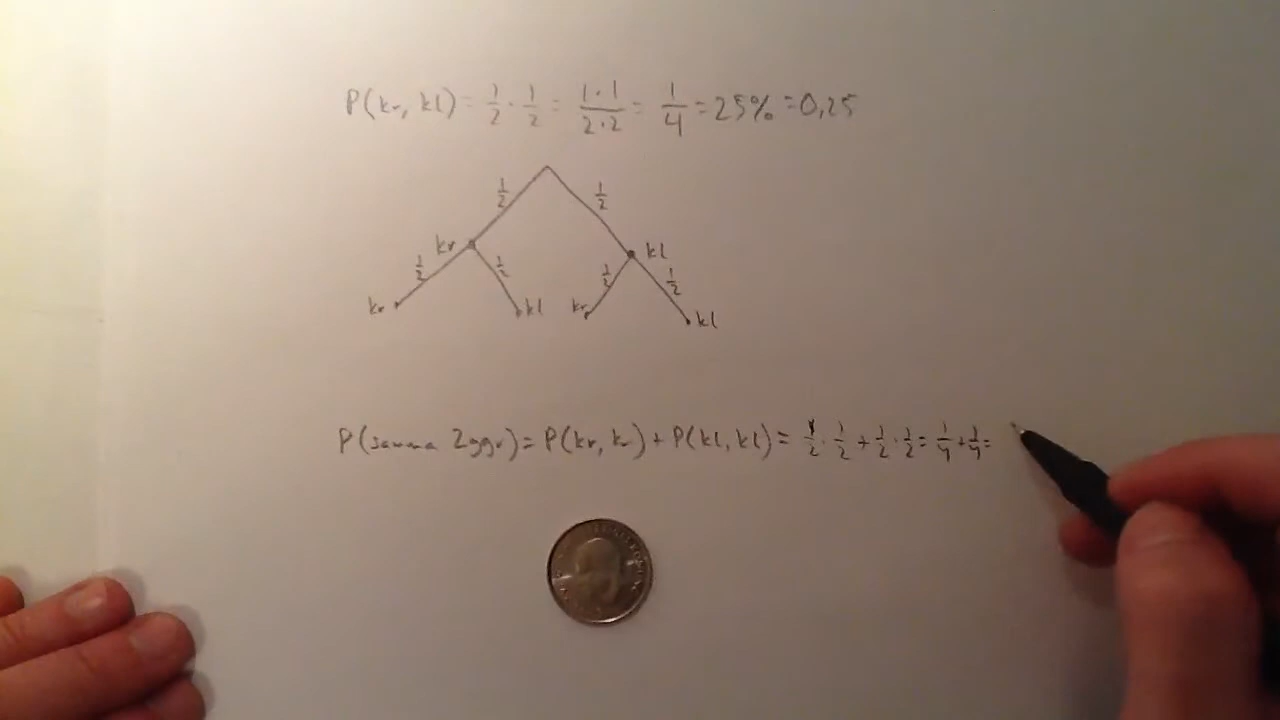 P(kr, kl) = 1/2 · 1/2 = 1·1/2·2 = 1/4 = 25% = 0,25
1/2 1/2
kr kl
1/2 1/2 1/2 1/2
kr kl kr kl
P(samma 2ggr) = P(kr, kr) + P(kl, kl) = 1/2 · 1/2 + 1/2 · 1/2 = 1/4 + 1/4 =